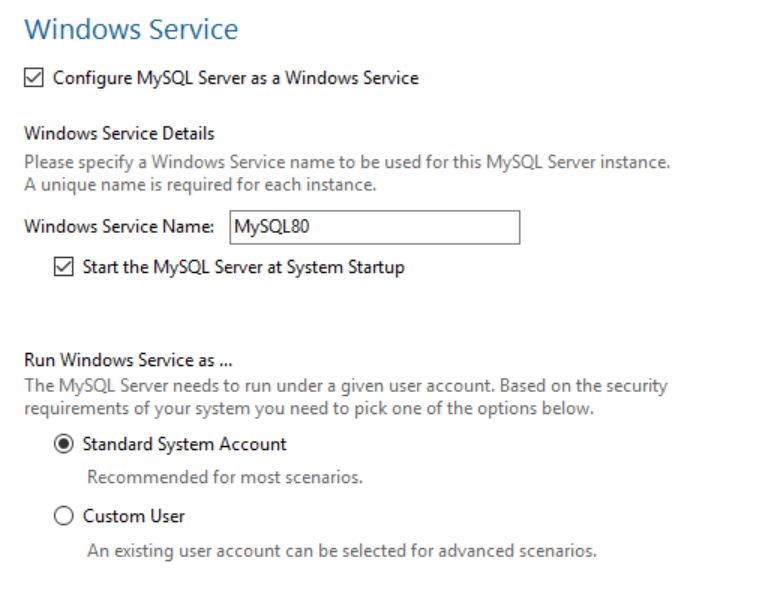 Windows Service
Configure MySQL Server as a Windows Service
Windows Service Details
Please specify a Windows Service name to be used for this MySQL Server instance.
A unique name is required for each instance.
Windows Service Name: MySQL80
Start the MySQL Server at System Startup
Run Windows Service as ...
The MySQL Server needs to run under a given user account. Based on the security
requirements of your system you need to pick one of the options below.
Standard System Account
Recommended for most scenarios.
Custom User
An existing user account can be selected for advanced scenarios.